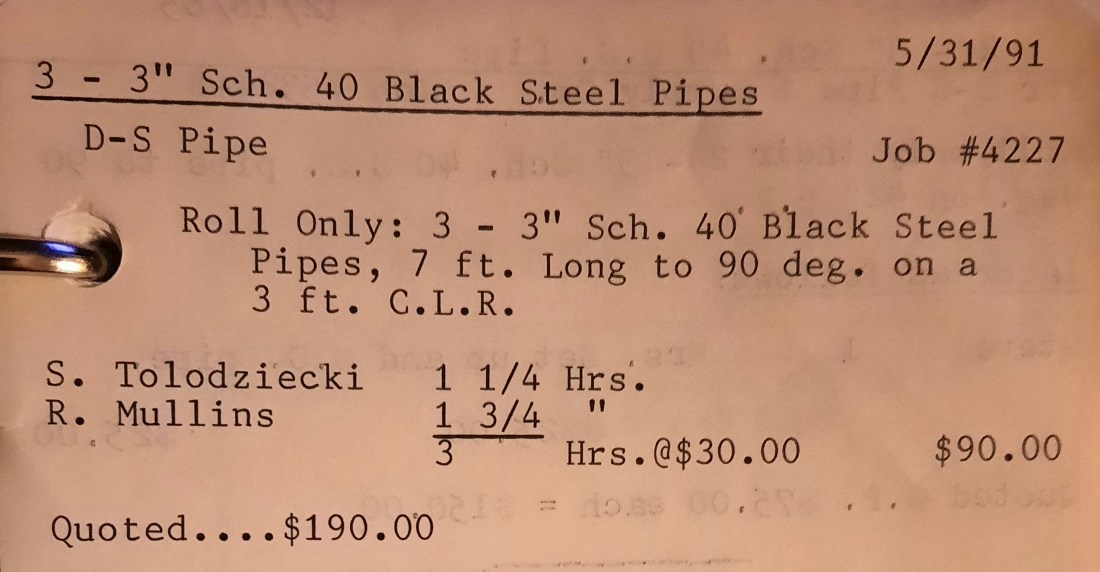 5/31/91
3 - 3" Sch. 40 Black Steel Pipes
D-S Pipe
Job #4227
Roll Only: 3 - 3" Sch. 40 Black Steel
Pipes, 7 ft. Long to 90 deg. on a
3 ft. C.L.R.
S. Tolodziecki 1 1/4 Hrs.
R. Mullins 1 3/4 "
3 Hrs.@$30.00 $90.00
Quoted....$190.00